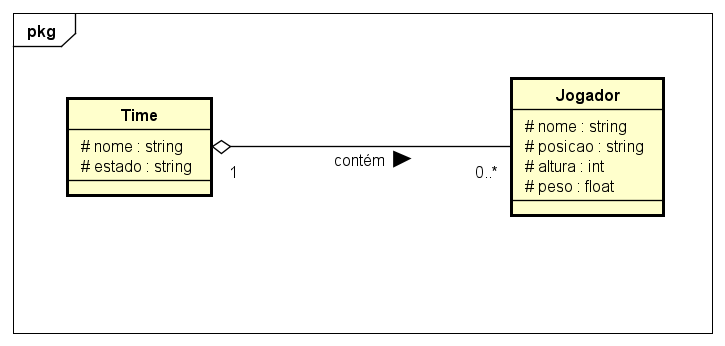 pkg
Time
# nome : string
# estado : string
1
contém
0..*
Jogador
# nome : string
# posicao : string
# altura : int
# peso : float